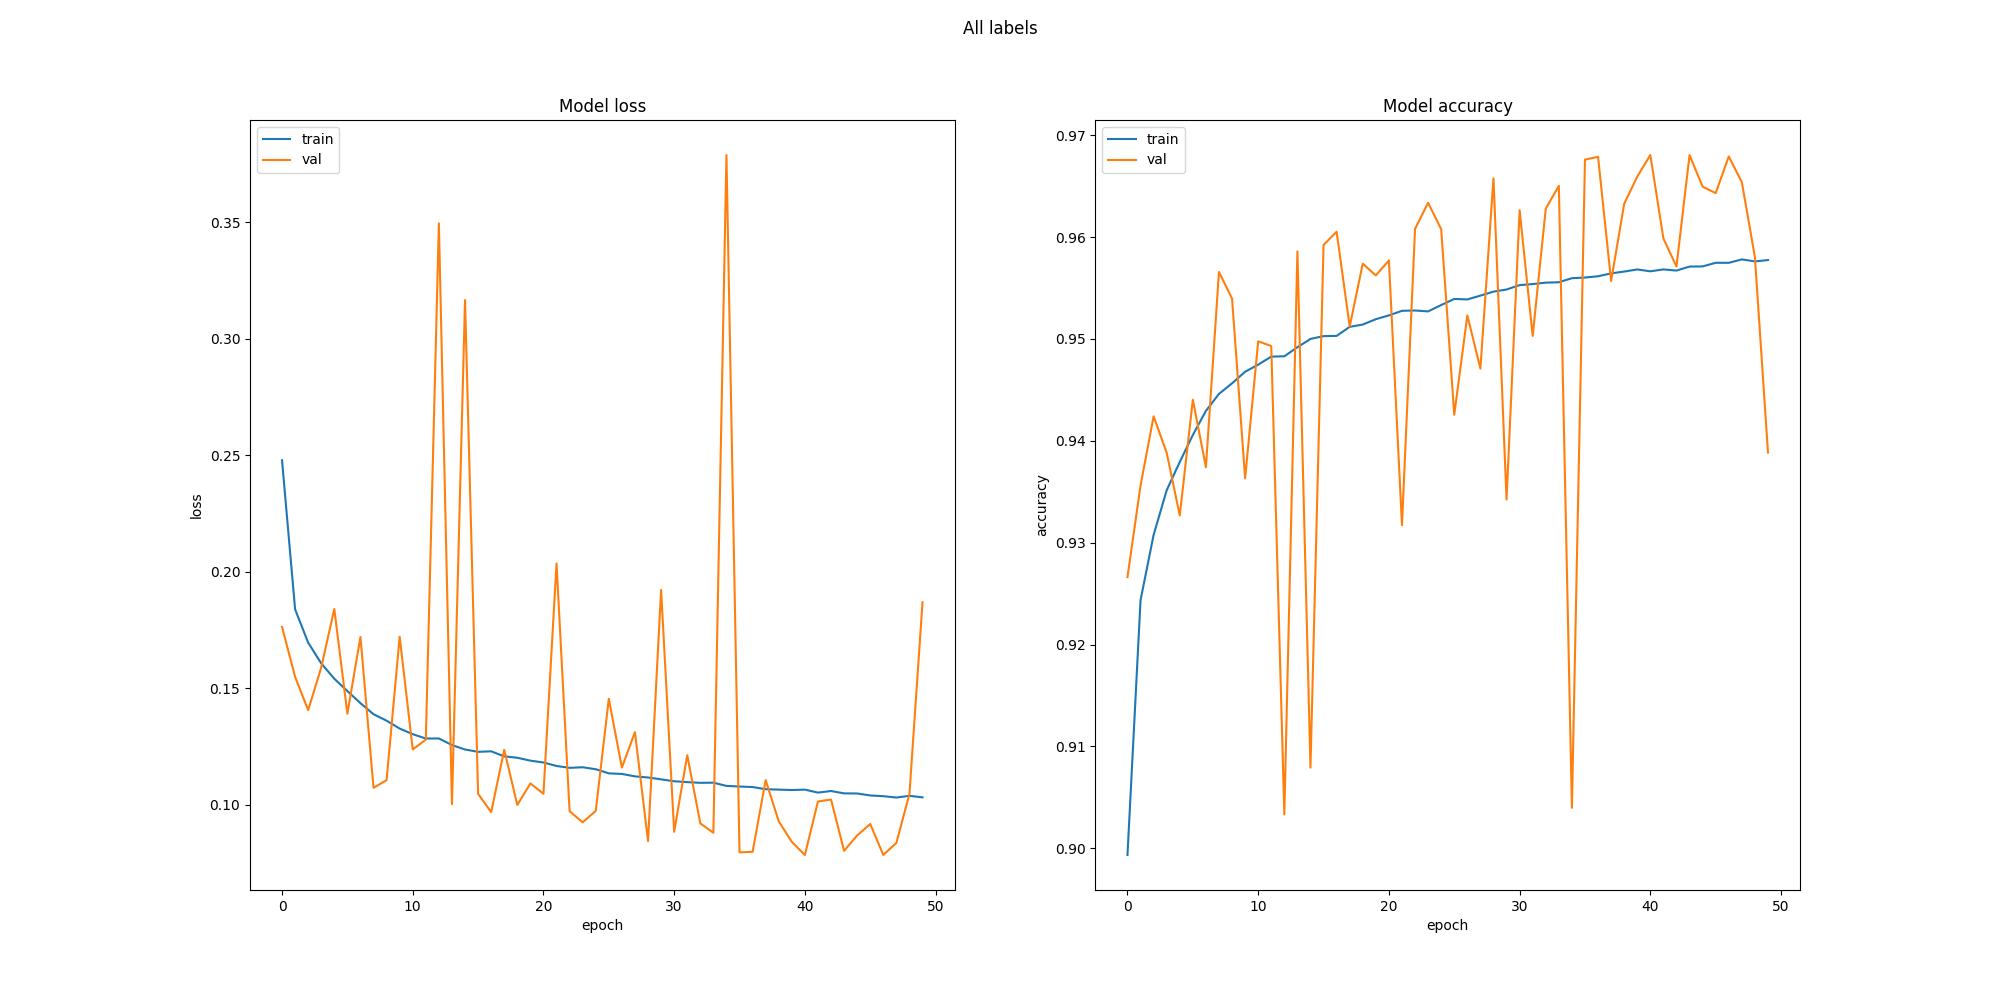 All labels
Model loss
train
val
0.35
0.30
0.25
0.20
0.15
0.10
loss
0 10 20 30 40 50
epoch
Model accuracy
train
val
0.97
0.96
0.95
0.94
0.93
0.92
0.91
0.90
accuracy
0 10 20 30 40 50
epoch